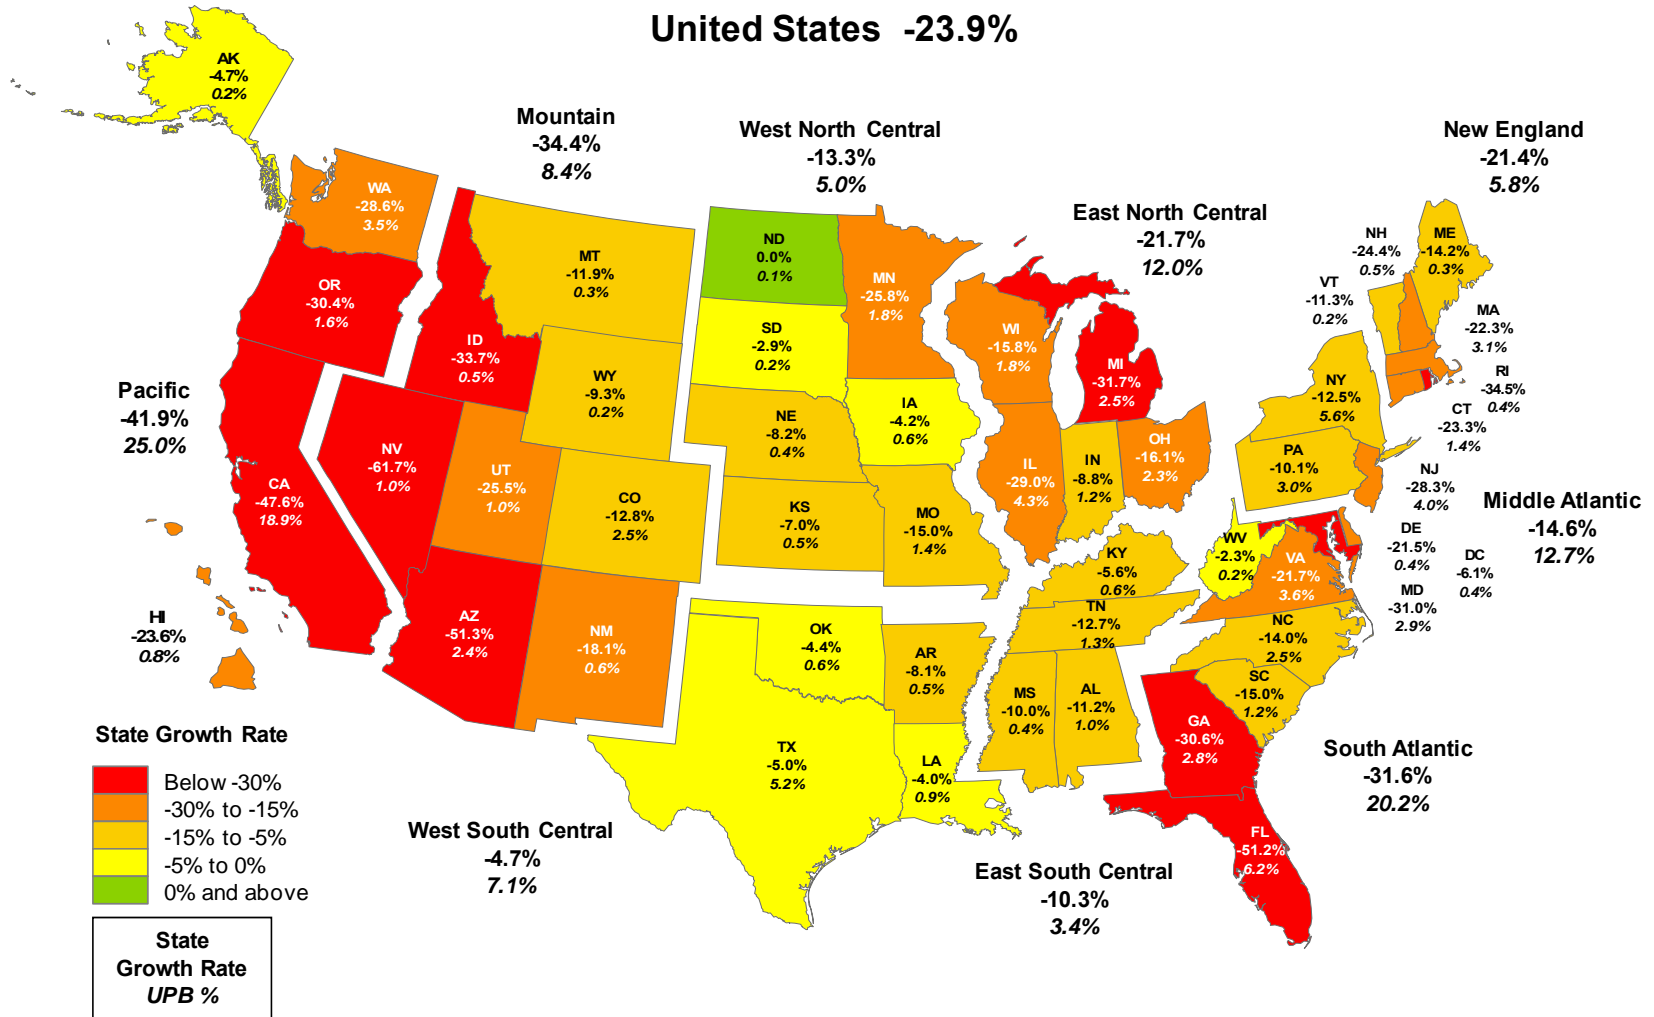 United States -23.9%
AK
-4.7%
0.2%
Mountain
-34.4%
8.4%
West North Central
-13.3%
5.0%
New England
-21.4%
5.8%
East North Central
-21.7%
12.0%
WA
-28.6%
3.5%
OR
-30.4%
1.6%
ID
-33.7%
0.5%
MT
-11.9%
0.3%
WY
-9.3%
0.2%
ND
0.0%
0.1%
SD
-2.9%
0.2%
NE
-8.2%
0.4%
KS
-7.0%
0.5%
MN
-25.8%
1.8%
IA
-4.2%
0.6%
MO
-15.0%
1.4%
WI
-15.8%
1.8%
MI
-31.7%
2.5%
IL
-29.0%
4.3%
IN
-8.8%
1.2%
OH
-16.1%
2.3%
NH
-24.4%
0.5%
ME
-14.2%
0.3%
VT
-11.3%
0.2%
MA
-22.3%
3.1%
RI
-34.5%
0.4%
CT
-23.3%
1.4%
NY
-12.5%
5.6%
PA
-10.1%
3.0%
NJ
-28.3%
4.0%
Middle Atlantic
-14.6%
12.7%
Pacific
-41.9%
25.0%
CA
-47.6%
18.9%
NV
-61.7%
1.0%
UT
-25.5%
1.0%
CO
-12.8%
2.5%
AZ
-51.3%
2.4%
NM
-18.1%
0.6%
HI
-23.6%
0.8%
DE
-21.5%
0.4%
DC
-6.1%
0.4%
MD
-31.0%
2.9%
WV
-2.3%
0.2%
VA
-21.7%
3.6%
KY
-5.6%
0.6%
TN
-12.7%
1.3%
NC
-14.0%
2.5%
SC
-15.0%
1.2%
OK
-4.4%
0.6%
AR
-8.1%
0.5%
MS
-10.0%
0.4%
AL
-11.2%
1.0%
GA
-30.6%
2.8%
TX
-5.0%
5.2%
LA
-4.0%
0.9%
FL
-51.2%
6.2%
South Atlantic
-31.6%
20.2%
West South Central
-4.7%
7.1%
East South Central
-10.3%
3.4%
State Growth Rate
Below -30%
-30% to -15%
-15% to -5%
-5% to 0%
0% and above
State
Growth Rate
UPB %